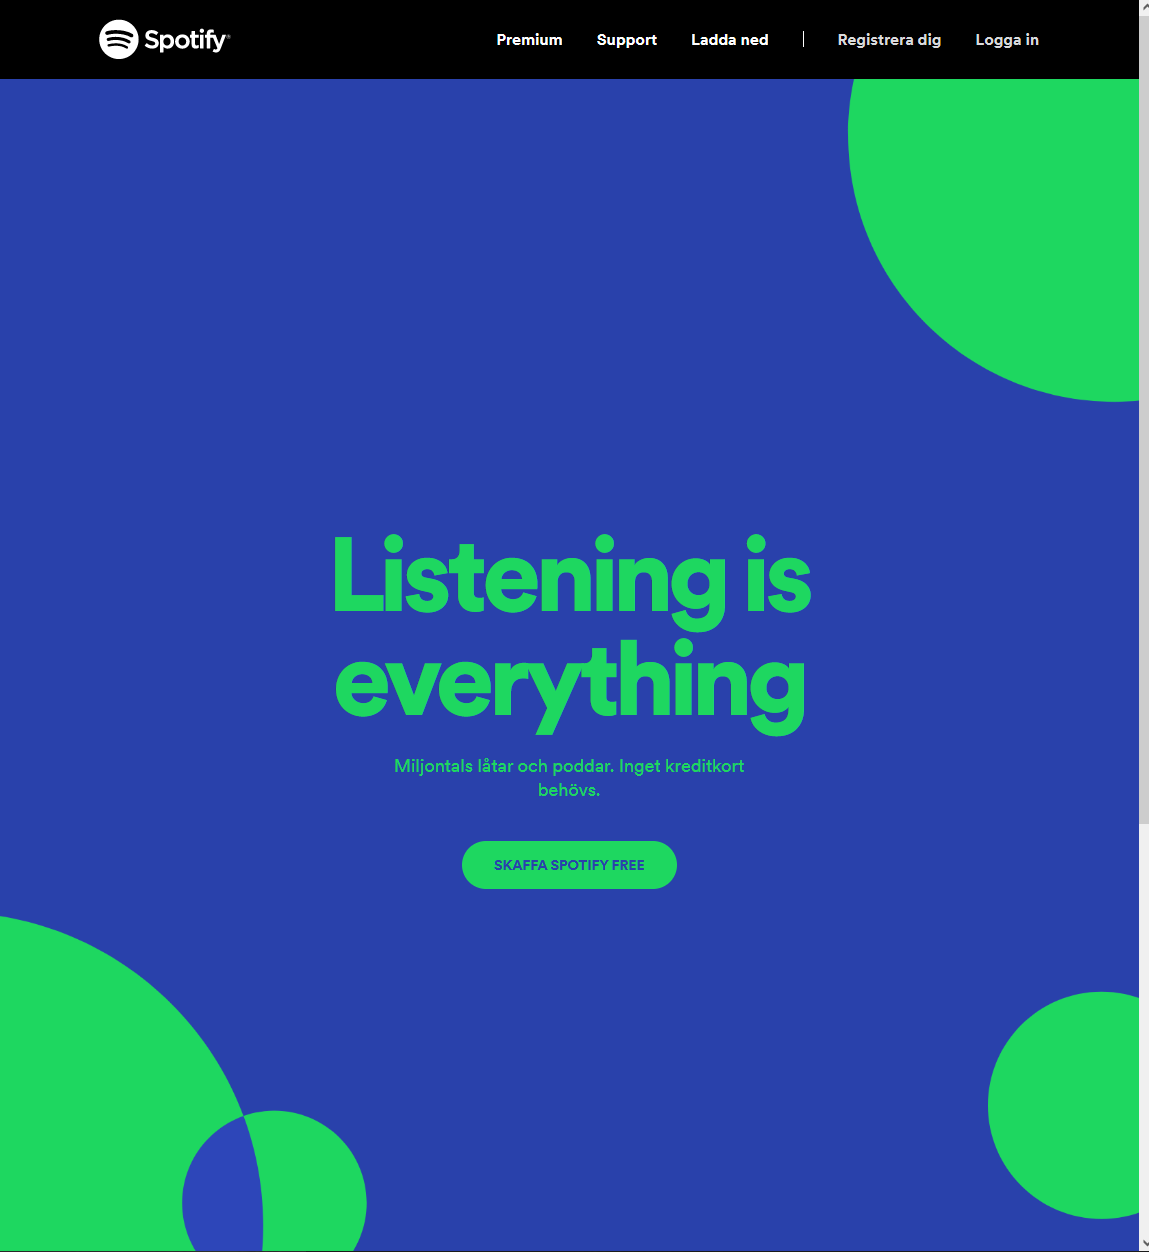 Spotify®
Premium Support Ladda ned | Registrera dig Logga in
Listening is
everything
Miljontals låtar och poddar. Inget kreditkort
behövs.
SKAFFA SPOTIFY FREE